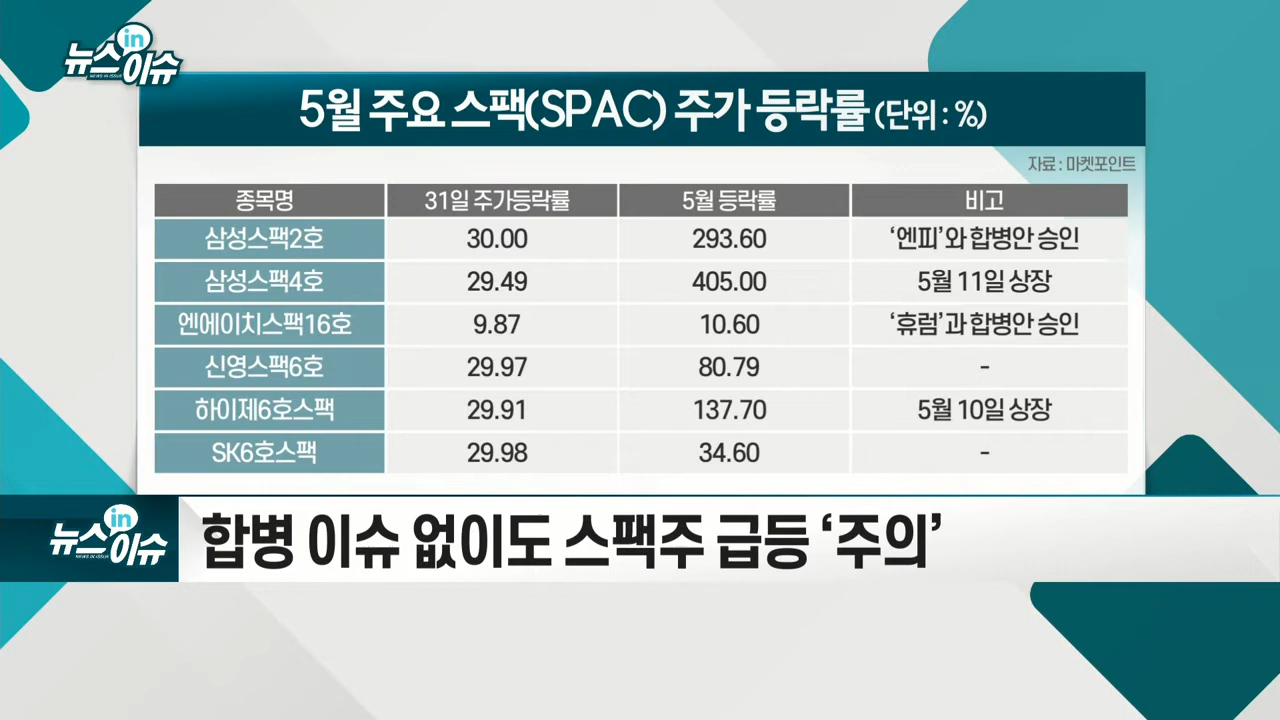 뉴스in이슈
NEWS IN ISSUE
5월 주요 스팩(SPAC) 주가 등락률 (단위 : %)
자료 : 마켓포인트
종목명 31일 주가등락률 5월 등락률 비고
삼성스팩2호 30.00 293.60 ‘엔피’와 합병안 승인
삼성스팩4호 29.49 405.00 5월 11일 상장
엔에이치스팩16호 9.87 10.60 ‘휴럼’과 합병안 승인
신영스팩6호 29.97 80.79 -
하이제6호스팩 29.91 137.70 5월 10일 상장
SK6호스팩 29.98 34.60 -
뉴스in이슈
NEWS IN ISSUE
합병 이슈 없이도 스팩주 급등 ‘주의’